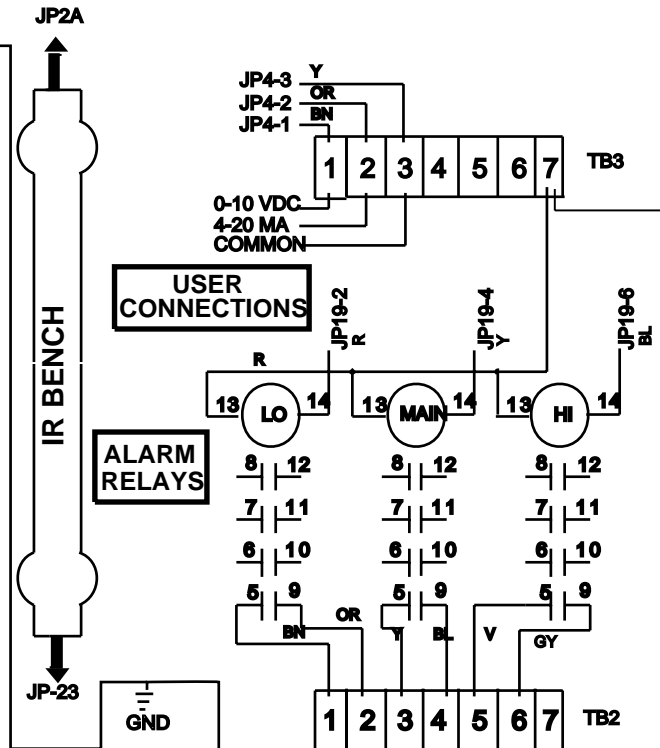 JP2A
JP4-3 Y
JP4-2 OR
JP4-1 BN
1 2 3 4 5 6 7 TB3
0-10 VDC
4-20 MA
COMMON
USER
CONNECTIONS
JP19-2
R
JP19-4
Y
JP19-6
BL
R
13 LO 14 13 MAIN 14 13 HI 14
IR BENCH
ALARM
RELAYS
8 12 8 12 8 12
7 11 7 11 7 11
6 10 6 10 6 10
5 9 5 9 5 9
BN OR Y BL V GY
JP-23
GND
1 2 3 4 5 6 7 TB2